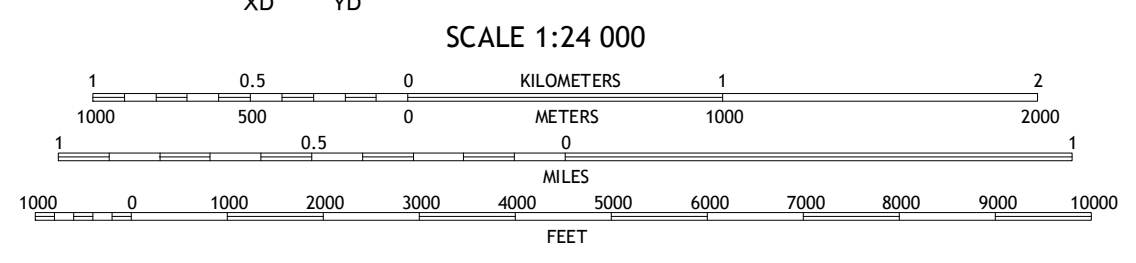 XD YD
SCALE 1:24 000
1 0.5 0 KILOMETERS 1 2
1000 500 0 METERS 1000 2000
1 0.5 0 1
MILES
1000 0 1000 2000 3000 4000 5000 6000 7000 8000 9000 10000
FEET